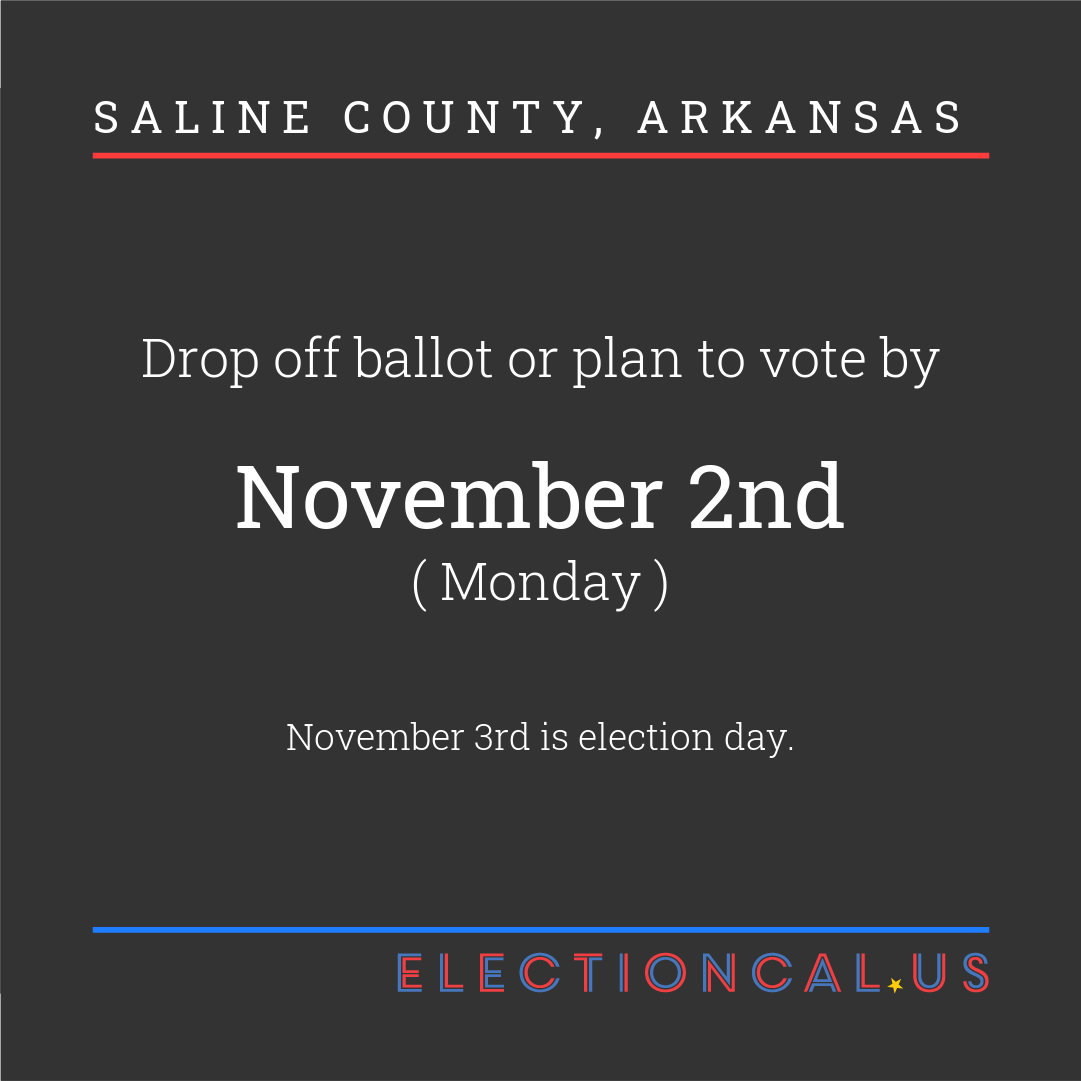 SALINE COUNTY, ARKANSAS
Drop off ballot or plan to vote by
November 2nd
( Monday )
November 3rd is election day.
ELECTIONCAL.US